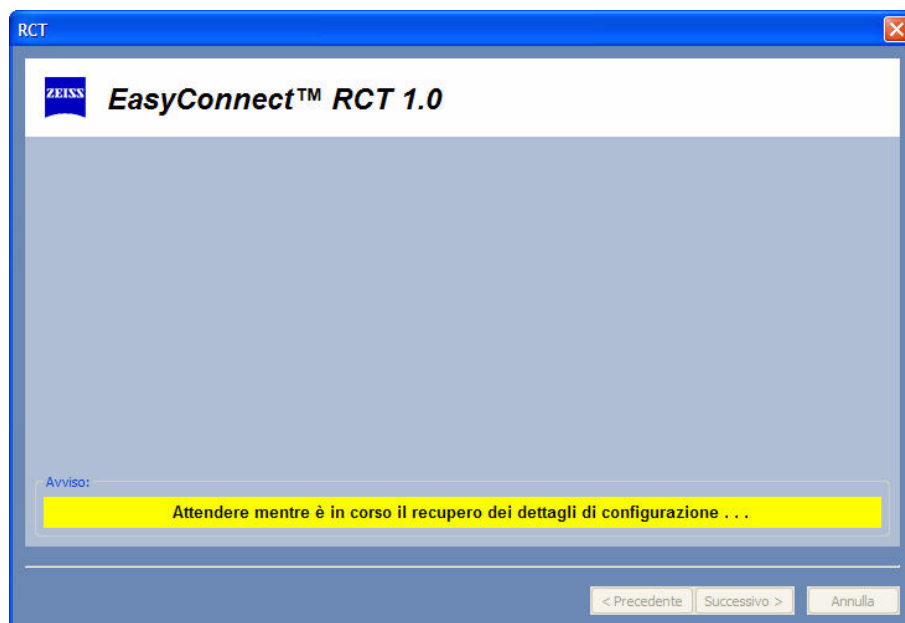 RCT
ZEISS
EasyConnect™ RCT 1.0
Avviso:
Attendere mentre è in corso il recupero dei dettagli di configurazione . . .
< Precedente
Successivo >
Annulla